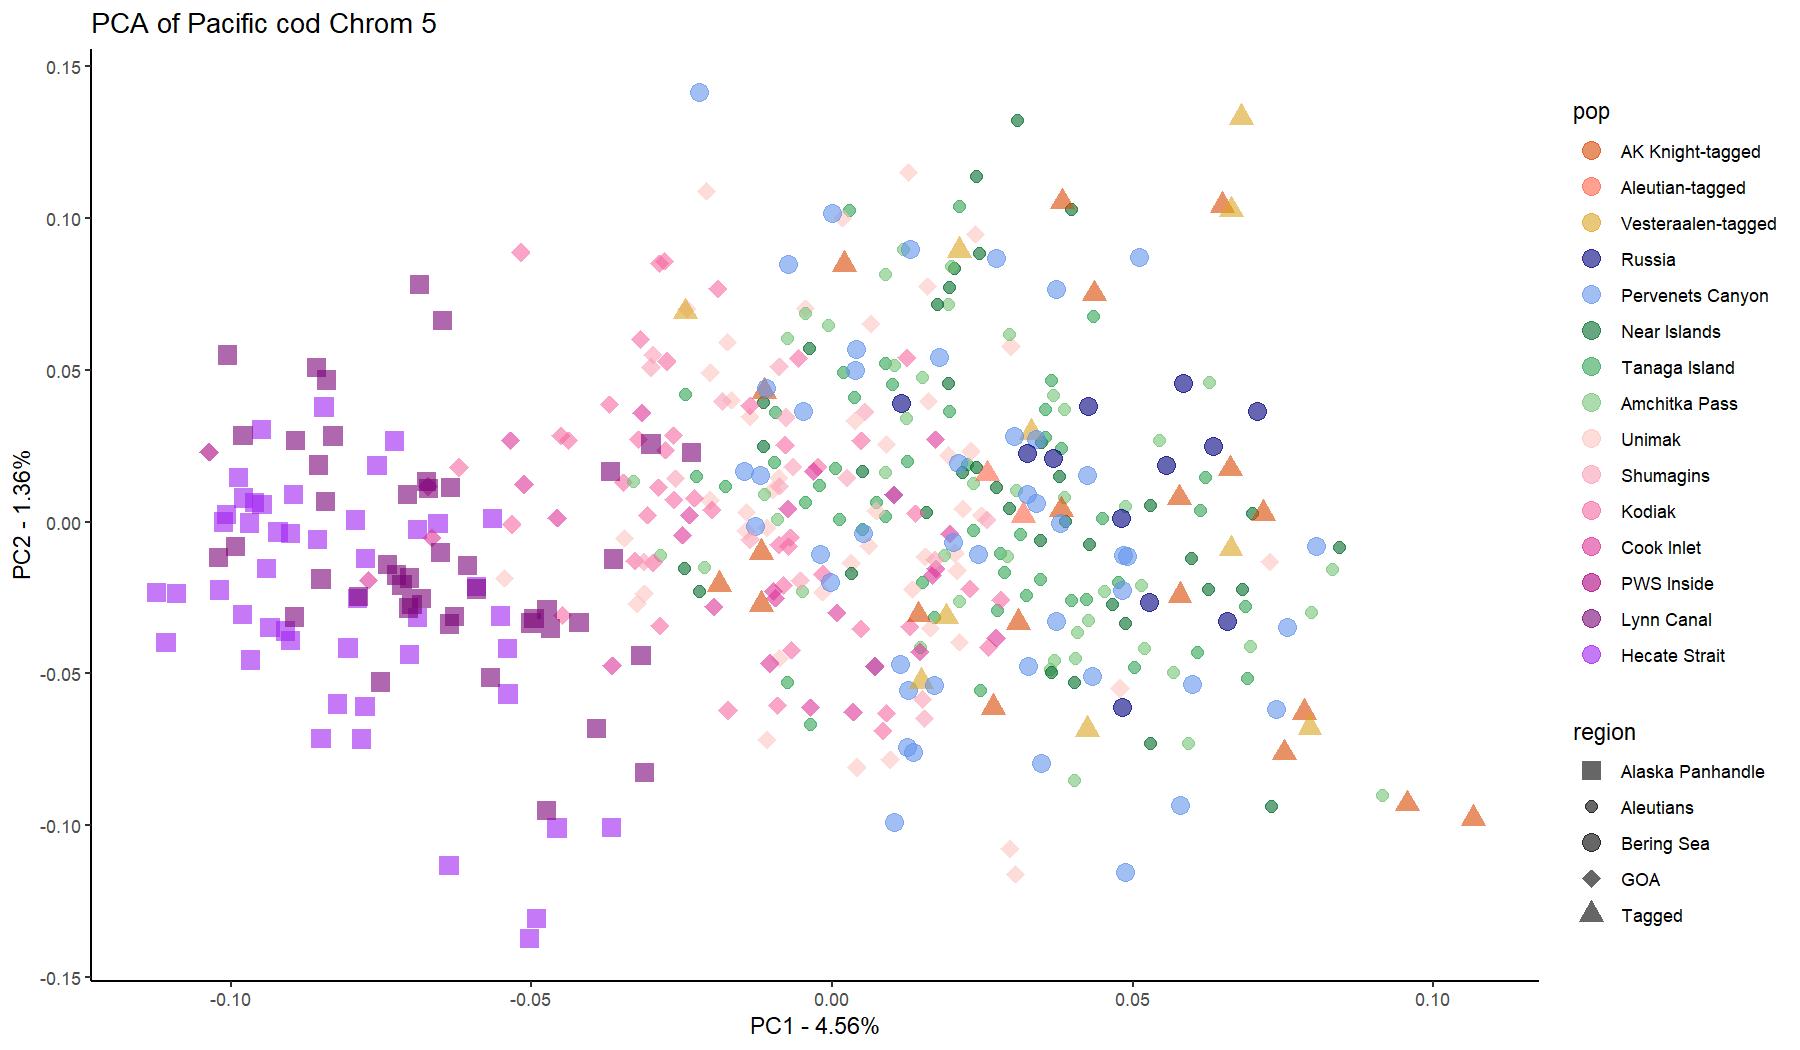 PCA of Pacific cod Chrom 5
0.15
0.10
0.05
0.00
-0.05
-0.10
-0.15
PC2 - 1.36%
-0.10
-0.05
0.00
0.05
0.10
PC1 - 4.56%
pop
AK Knight-tagged
Aleutian-tagged
Vesteraalen-tagged
Russia
Pervenets Canyon
Near Islands
Tanaga Island
Amchitka Pass
Unimak
Shumagins
Kodiak
Cook Inlet
PWS Inside
Lynn Canal
Hecate Strait
region
Alaska Panhandle
Aleutians
Bering Sea
GOA
Tagged